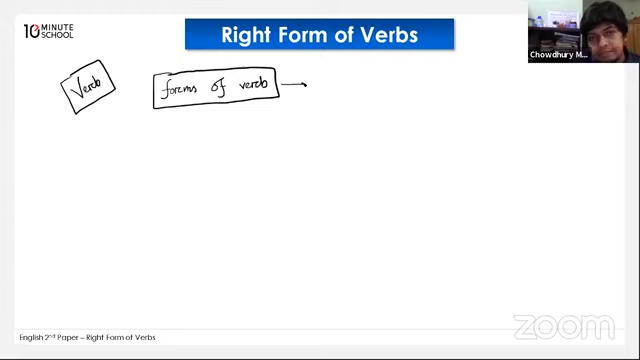 10 MINUTE SCHOOL
Right Form of Verbs
Chowdhury M...
Verb
forms of verb
English 2nd Paper – Right Form of Verbs
zoom